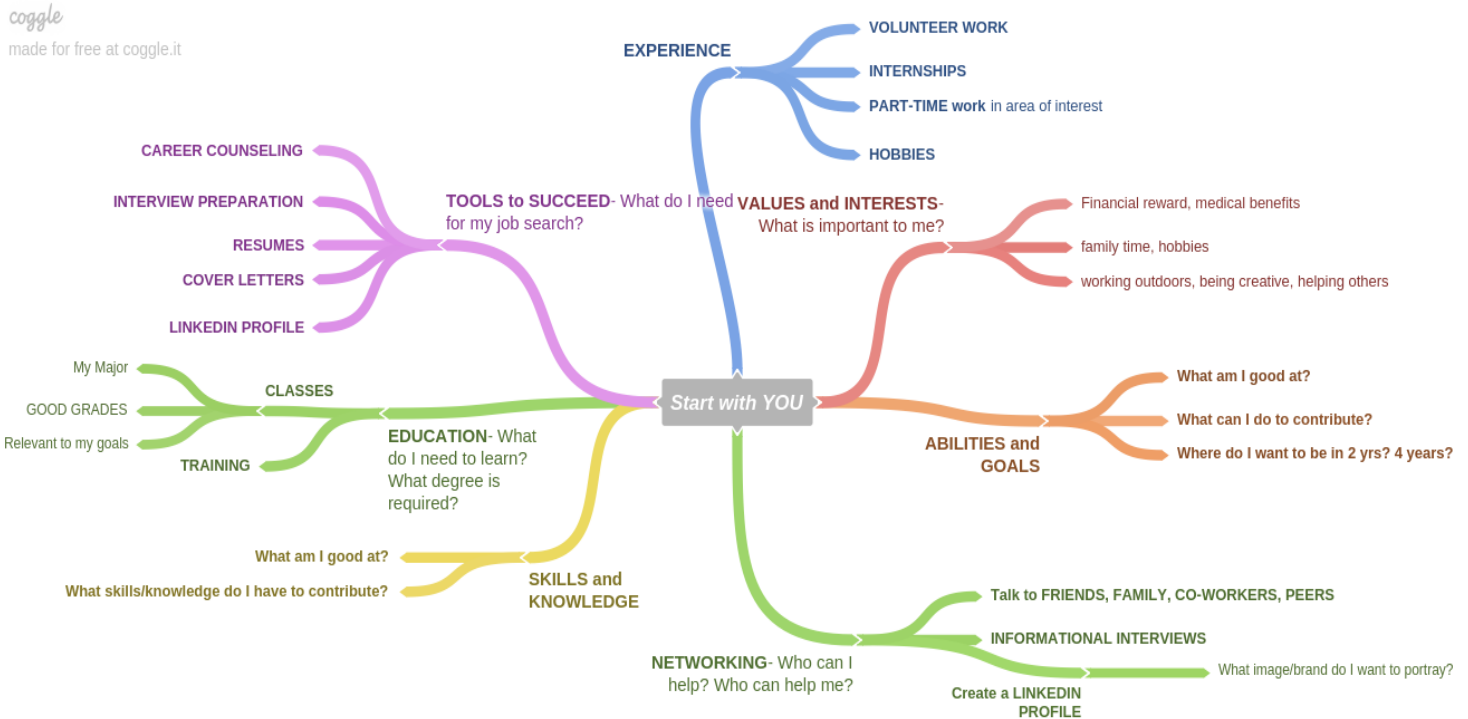 coggle
made for free at coggle.it
EXPERIENCE
VOLUNTEER WORK
INTERNSHIPS
PART-TIME work in area of interest
HOBBIES
CAREER COUNSELING
INTERVIEW PREPARATION
RESUMES
COVER LETTERS
LINKEDIN PROFILE
TOOLS to SUCCEED- What do I need
for my job search?
VALUES and INTERESTS-
What is important to me?
Financial reward, medical benefits
family time, hobbies
working outdoors, being creative, helping others
My Major
GOOD GRADES
Relevant to my goals
CLASSES
TRAINING
EDUCATION- What
do I need to learn?
What degree is
required?
Start with YOU
ABILITIES and
GOALS
What am I good at?
What can I do to contribute?
Where do I want to be in 2 yrs? 4 years?
What am I good at?
What skills/knowledge do I have to contribute?
SKILLS and
KNOWLEDGE
NETWORKING- Who can I
help? Who can help me?
Talk to FRIENDS, FAMILY, CO-WORKERS, PEERS
INFORMATIONAL INTERVIEWS
Create a LINKEDIN
PROFILE
What image/brand do I want to portray?